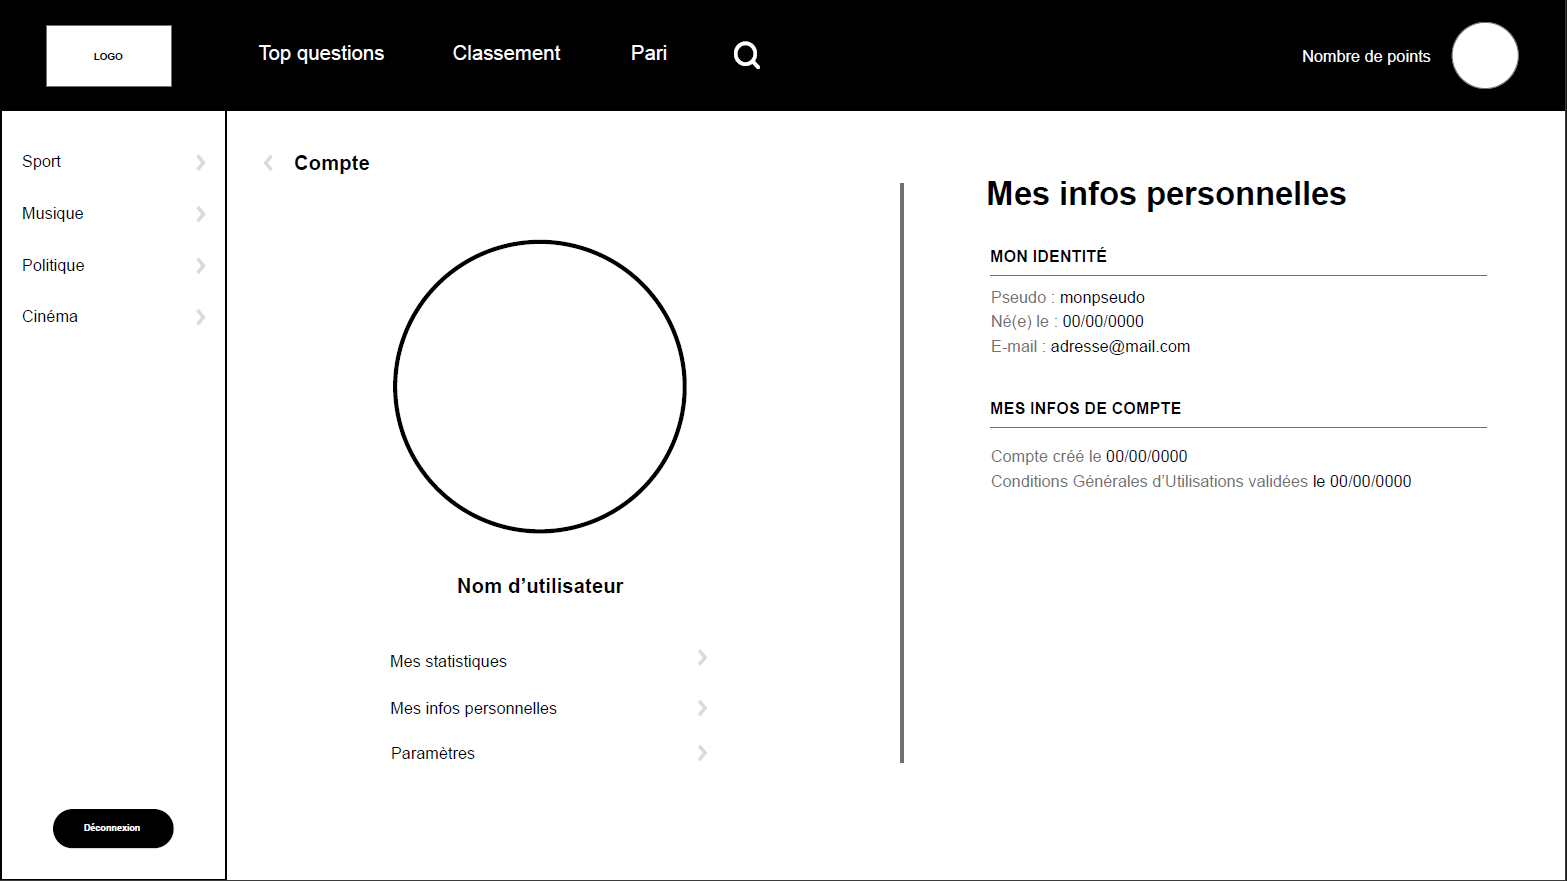 LOGO
Top questions
Classement
Pari
Nombre de points
Sport
Musique
Politique
Cinéma
Déconnexion
Compte
Nom d’utilisateur
Mes statistiques
Mes infos personnelles
Paramètres
Mes infos personnelles
MON IDENTITÉ
Pseudo : monpseudo
Né(e) le : 00/00/0000
E-mail : adresse@mail.com
MES INFOS DE COMPTE
Compte créé le 00/00/0000
Conditions Générales d’Utilisations validées le 00/00/0000